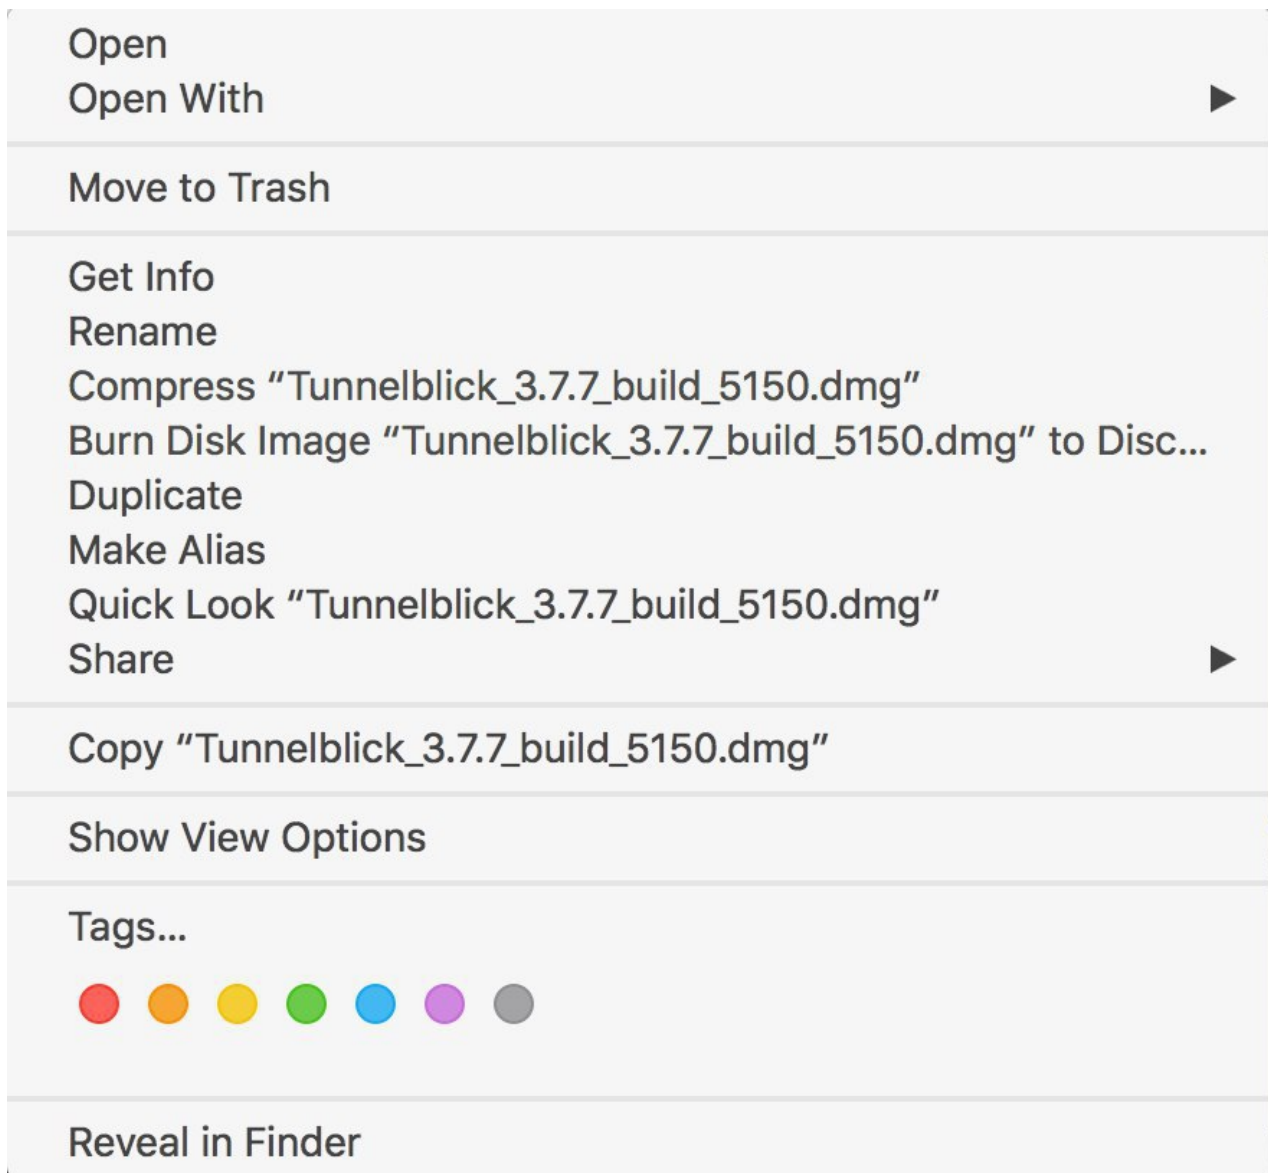 Open
Open With
Move to Trash
Get Info
Rename
Compress “Tunnelblick_3.7.7_build_5150.dmg”
Burn Disk Image “Tunnelblick_3.7.7_build_5150.dmg” to Disc...
Duplicate
Make Alias
Quick Look “Tunnelblick_3.7.7_build_5150.dmg”
Share
Copy “Tunnelblick_3.7.7_build_5150.dmg”
Show View Options
Tags...
Reveal in Finder